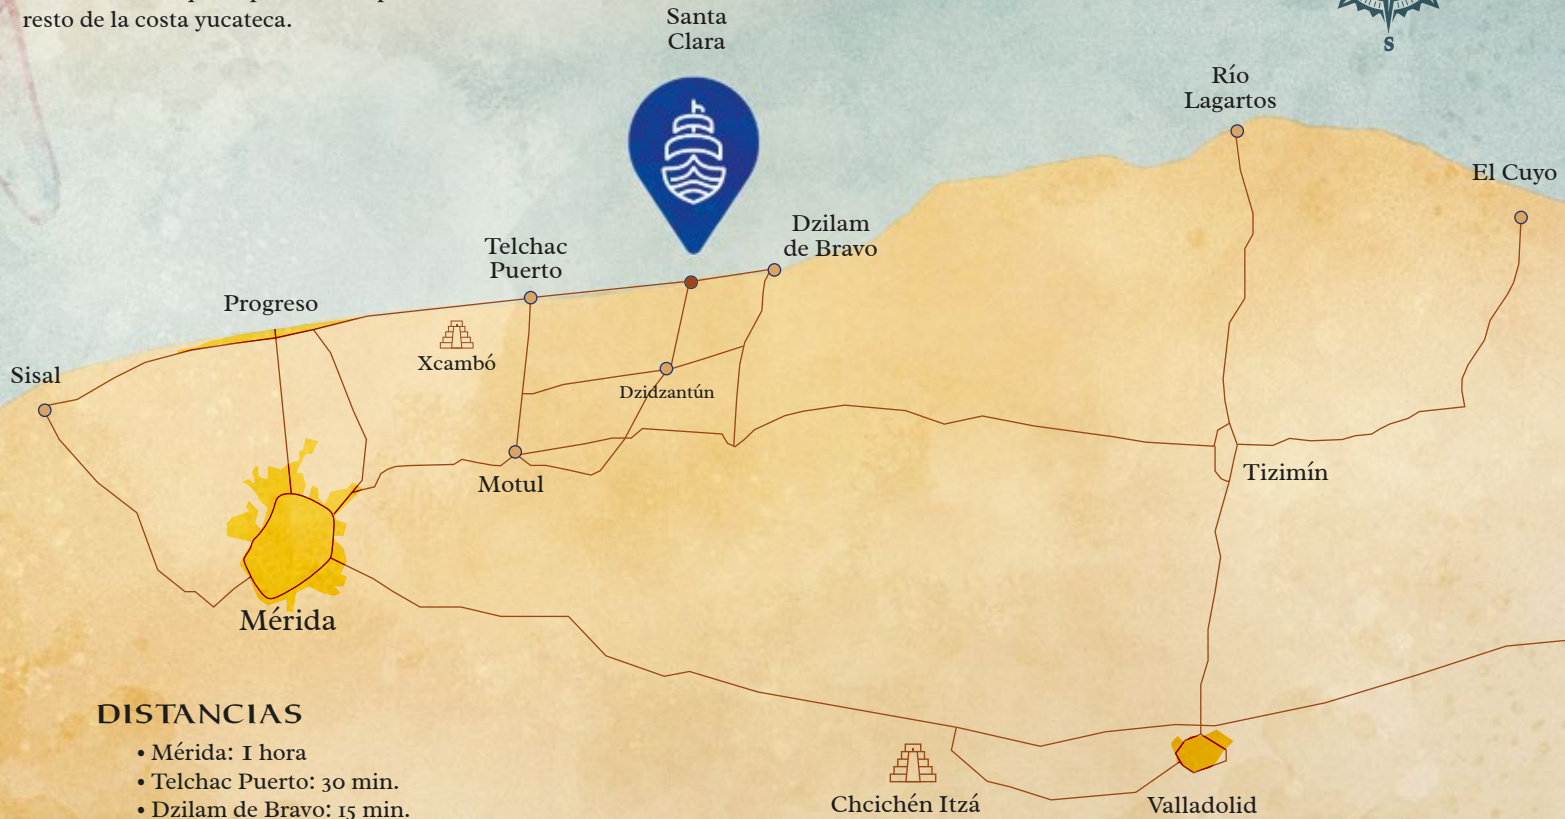 resto de la costa yucateca.
Santa
Clara
S
Río
Lagartos
El Cuyo
Dzilam
de Bravo
Telchac
Puerto
Progreso
Xcambó
Sisal
Dzidzantún
Motul
Tizimín
Mérida
DISTANCIAS
• Mérida: 1 hora
• Telchac Puerto: 30 min.
• Dzilam de Bravo: 15 min.
Chcichén Itzá
Valladolid